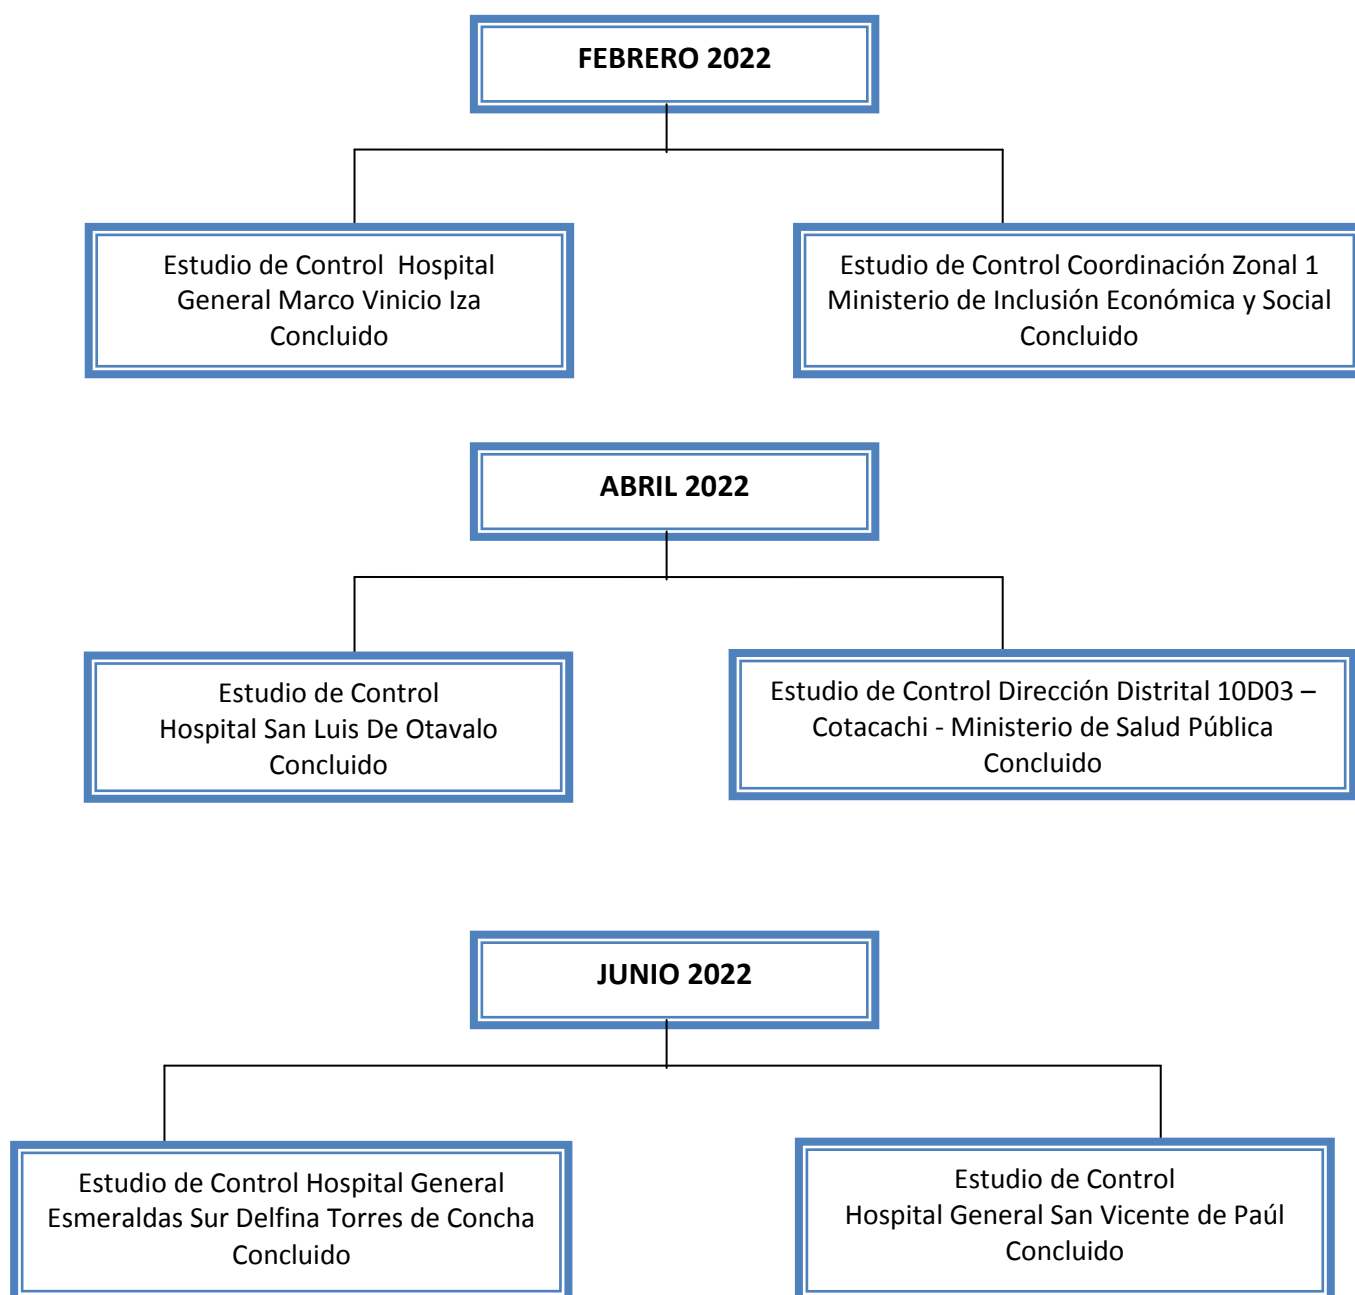 FEBRERO 2022
Estudio de Control Hospital
General Marco Vinicio Iza
Concluido
Estudio de Control Coordinación Zonal 1
Ministerio de Inclusión Económica y Social
Concluido
ABRIL 2022
Estudio de Control
Hospital San Luis De Otavalo
Concluido
Estudio de Control Dirección Distrital 10D03 –
Cotacachi - Ministerio de Salud Pública
Concluido
JUNIO 2022
Estudio de Control Hospital General
Esmeraldas Sur Delfina Torres de Concha
Concluido
Estudio de Control
Hospital General San Vicente de Paúl
Concluido